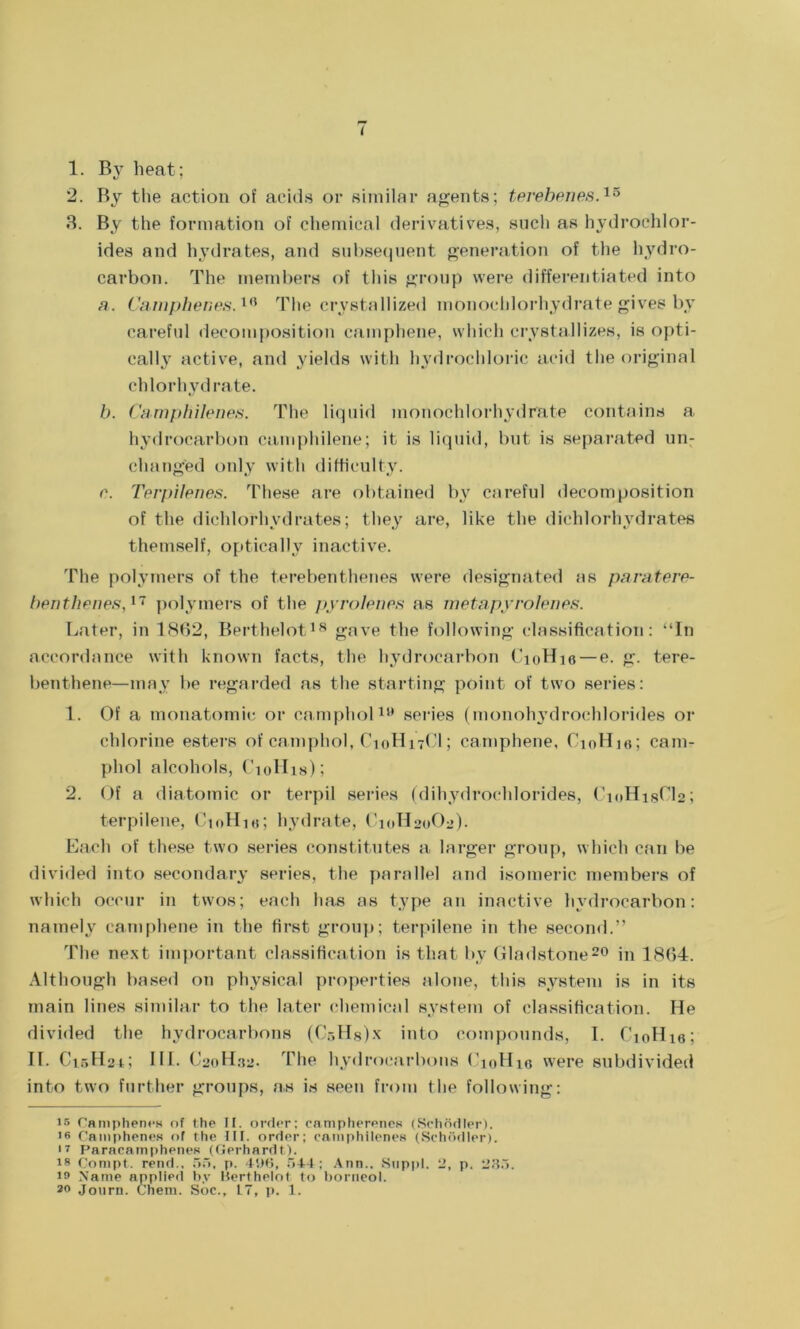 7
1. By heat;
2. By the action of acids or similar agents; terebenes.¹⁵
3. By the formation of chemical derivatives, such as hydrochlor-
ides and hydrates, and subsequent generation of the hydro-
carbon. The members of this group were differentiated into
a. Camphenes.¹⁶ The crystallized monochlorhydrate gives by
careful decomposition camphene, which crystallizes, is opti-
cally active, and yields with hydrochloric acid the original
chlorhydrate.
b. Camphilenes. The liquid monochlorhydrate contains a
hydrocarbon camphilene; it is liquid, but is separated un-
changed only with difficulty.
c. Terpilenes. These are obtained by careful decomposition
of the dichlorhydrates; they are, like the dichlorhydrates
themself, optically inactive.
The polymers of the terebenthenes were designated as paratere-
benthenes,¹⁷ polymers of the pyrolenes as metapyrolenes.
Later, in 1862, Berthelot¹⁸ gave the following classification: “In
accordance with known facts, the hydrocarbon C10H16—e. g. tere-
benthene—may be regarded as the starting point of two series:
1. Of a monatomic or camphol¹⁹ series (monohydrochlorides or
chlorine esters of camphol, C10H17Cl; camphene, C10H16; cam-
phol alcohols, C10H18);
2. Of a diatomic or terpil series (dihydrochlorides, C10H18Cl2;
terpilene, C10H16; hydrate, C10H20O2).
Each of these two series constitutes a larger group, which can be
divided into secondary series, the parallel and isomeric members of
which occur in twos; each has as type an inactive hydrocarbon:
namely camphene in the first group; terpilene in the second.”
The next important classification is that by Gladstone²⁰ in 1864.
Although based on physical properties alone, this system is in its
main lines similar to the later chemical system of classification. He
divided the hydrocarbons (C5H8)x into compounds, I. C10H16;
II. C15H24; III. C20H32. The hydrocarbons C10H16 were subdivided
into two further groups, as is seen from the following:
15 Camphenes of the II. order; campherenes (Schödler).
16 Camphenes of the III. order; camphilenes (Schödler).
17 Paracamphenes (Gerhardt).
18 Compt. rend., 55, p. 496, 544; Ann., Suppl. 2, p. 235.
19 Name applied by Berthelot to borneol.
20 Journ. Chem. Soc., 17, p. 1.